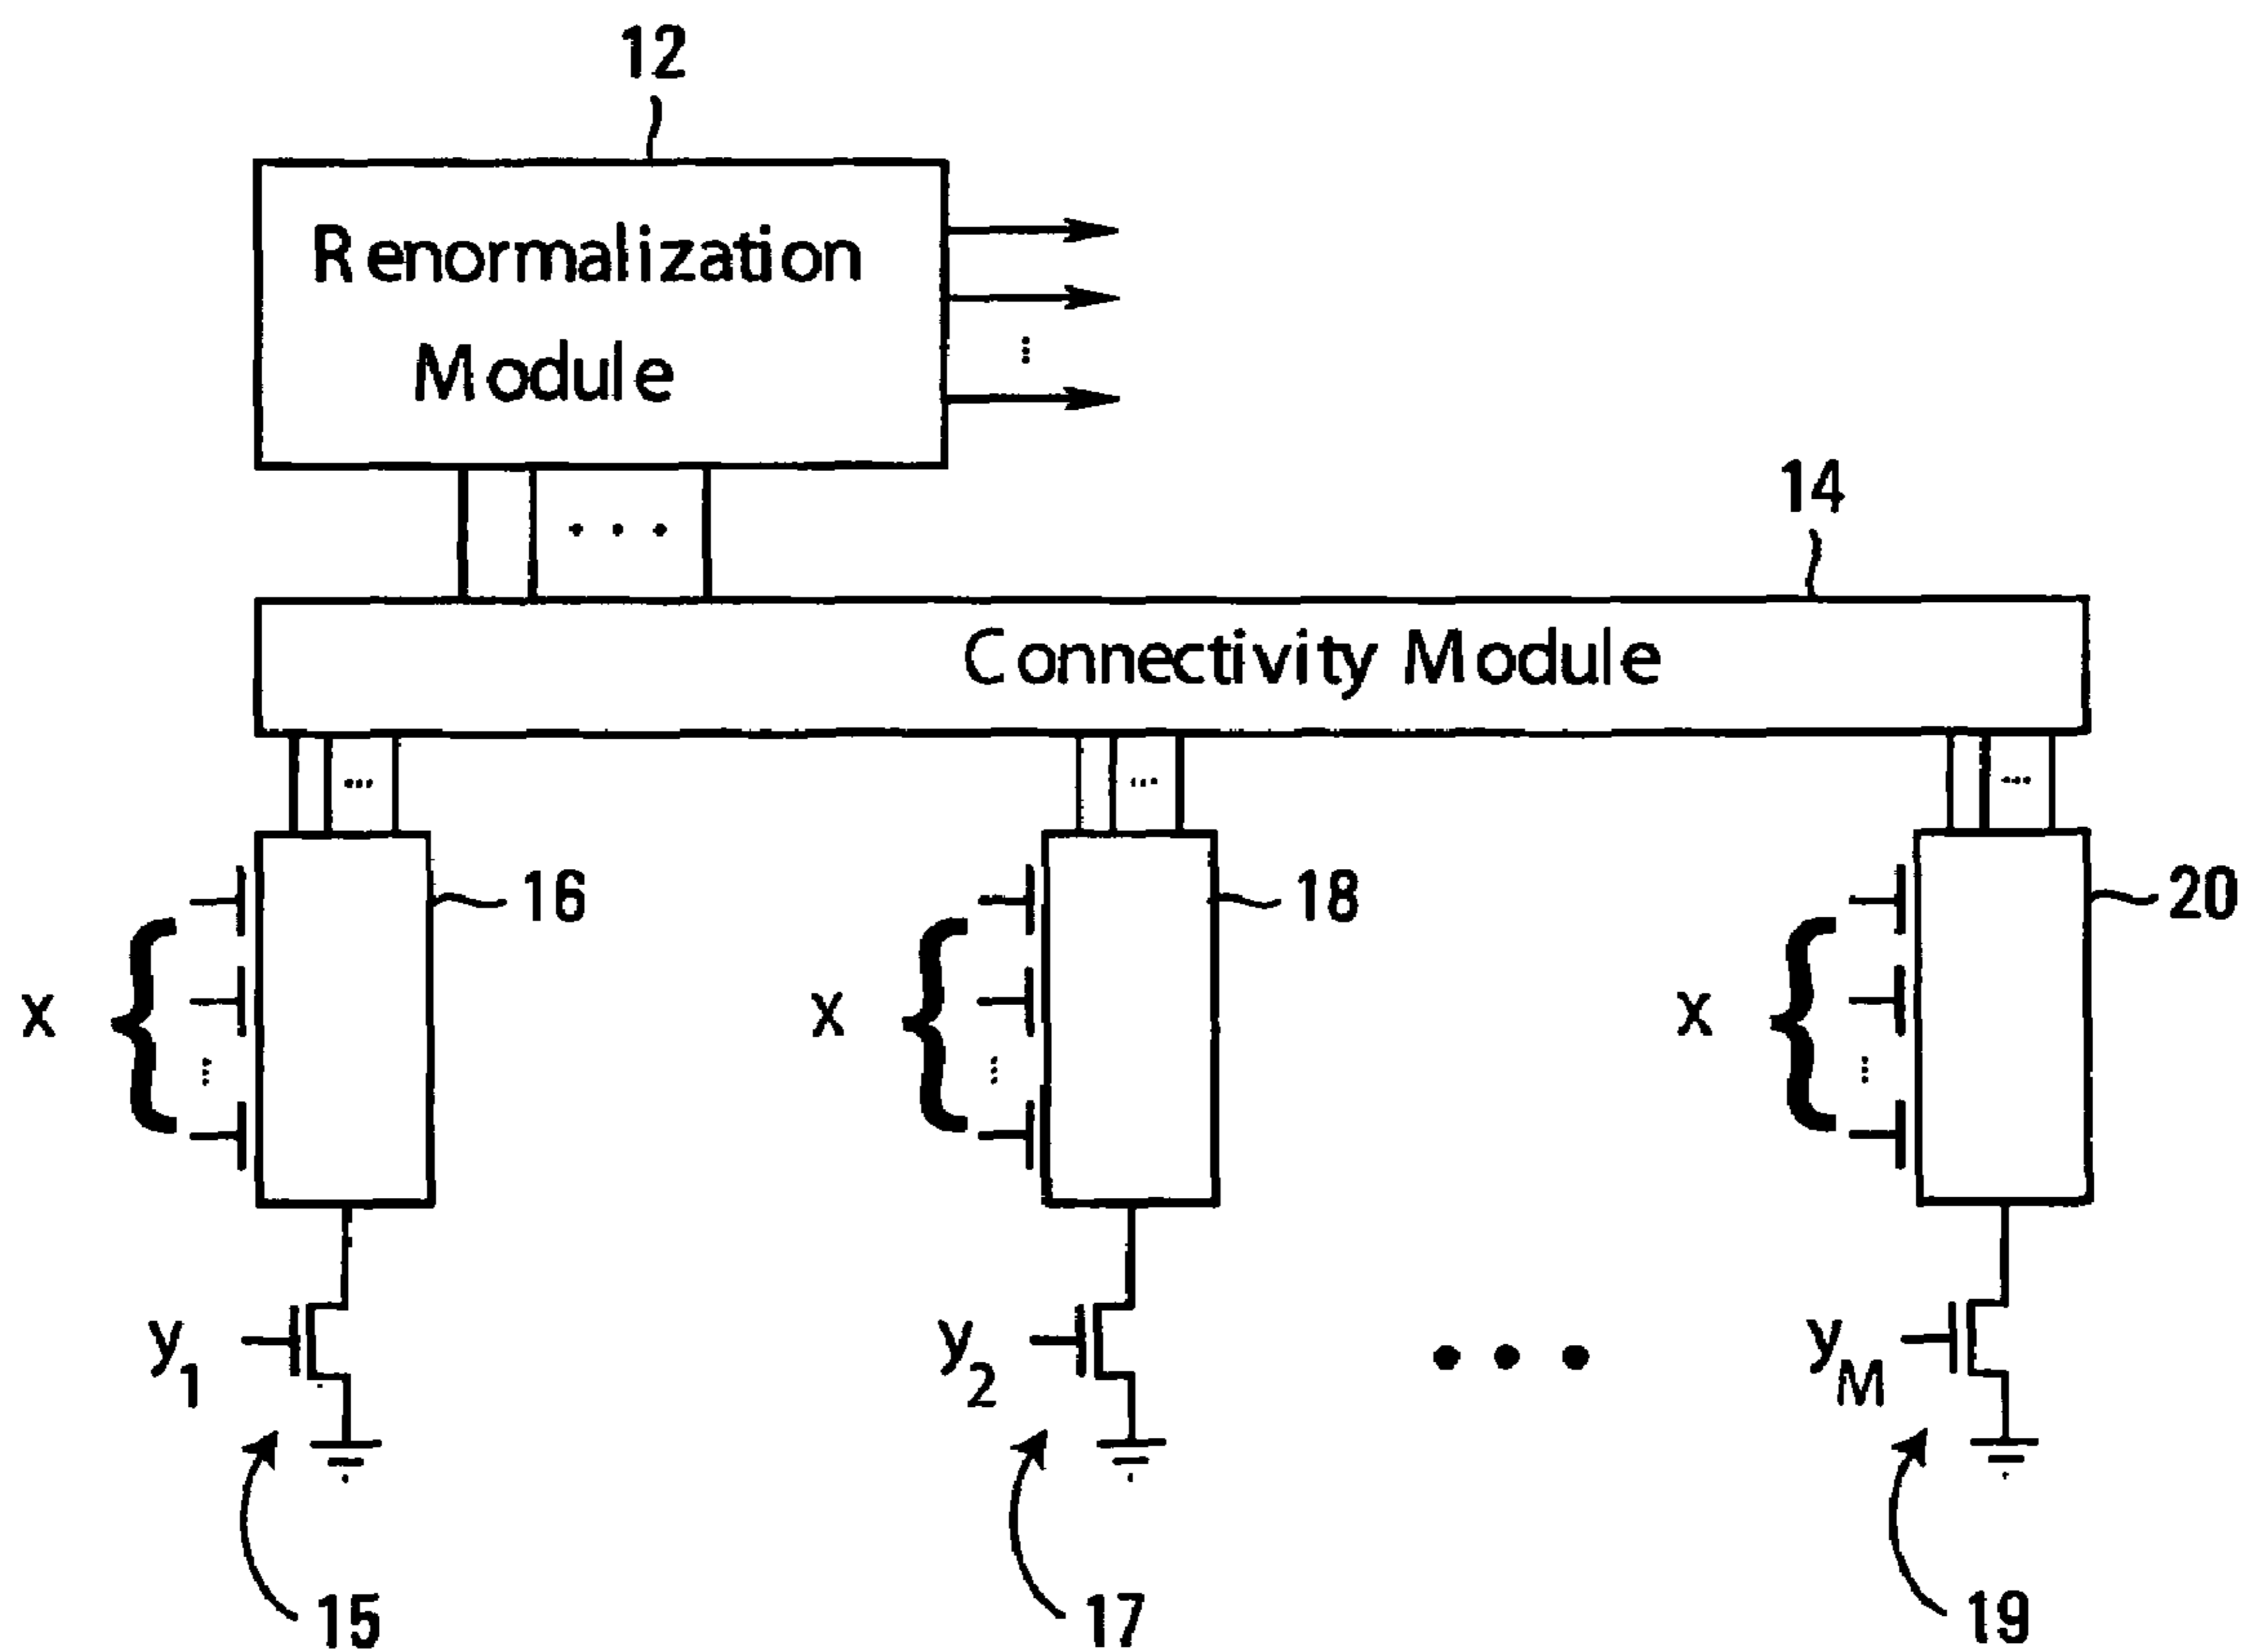 12
Renormalization
Module
14
Connectivity Module
16
18
20
x
x
x
y1
y2
yM
15
17
19